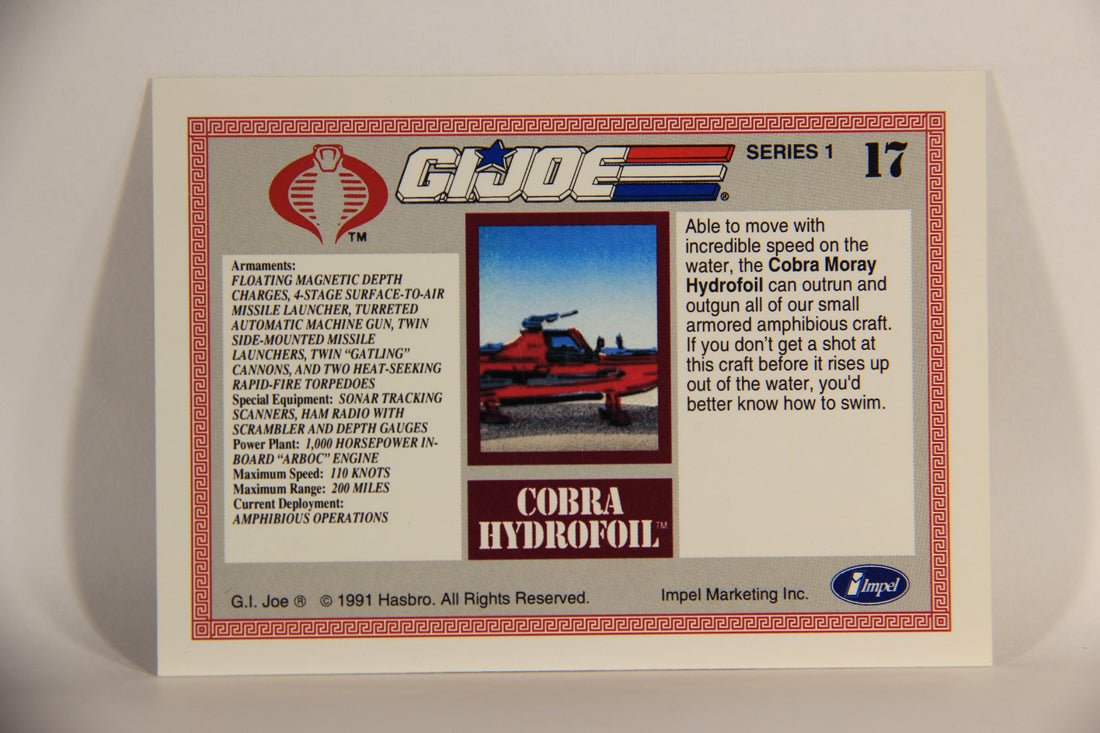 TM
G.I.JOE®
SERIES 1
17
Armaments:
FLOATING MAGNETIC DEPTH
CHARGES, 4-STAGE SURFACE-TO-AIR
MISSILE LAUNCHER, TURRETED
AUTOMATIC MACHINE GUN, TWIN
SIDE-MOUNTED MISSILE
LAUNCHERS, TWIN “GATLING”
CANNONS, AND TWO HEAT-SEEKING
RAPID-FIRE TORPEDOES
Special Equipment: SONAR TRACKING
SCANNERS, HAM RADIO WITH
SCRAMBLER AND DEPTH GAUGES
Power Plant: 1,000 HORSEPOWER IN-
BOARD “ARBOC” ENGINE
Maximum Speed: 110 KNOTS
Maximum Range: 200 MILES
Current Deployment:
AMPHIBIOUS OPERATIONS
COBRA
HYDROFOIL™
Able to move with
incredible speed on the
water, the Cobra Moray
Hydrofoil can outrun and
outgun all of our small
armored amphibious craft.
If you don't get a shot at
this craft before it rises up
out of the water, you'd
better know how to swim.
G.I. Joe ® © 1991 Hasbro. All Rights Reserved.
Impel Marketing Inc.
Impel